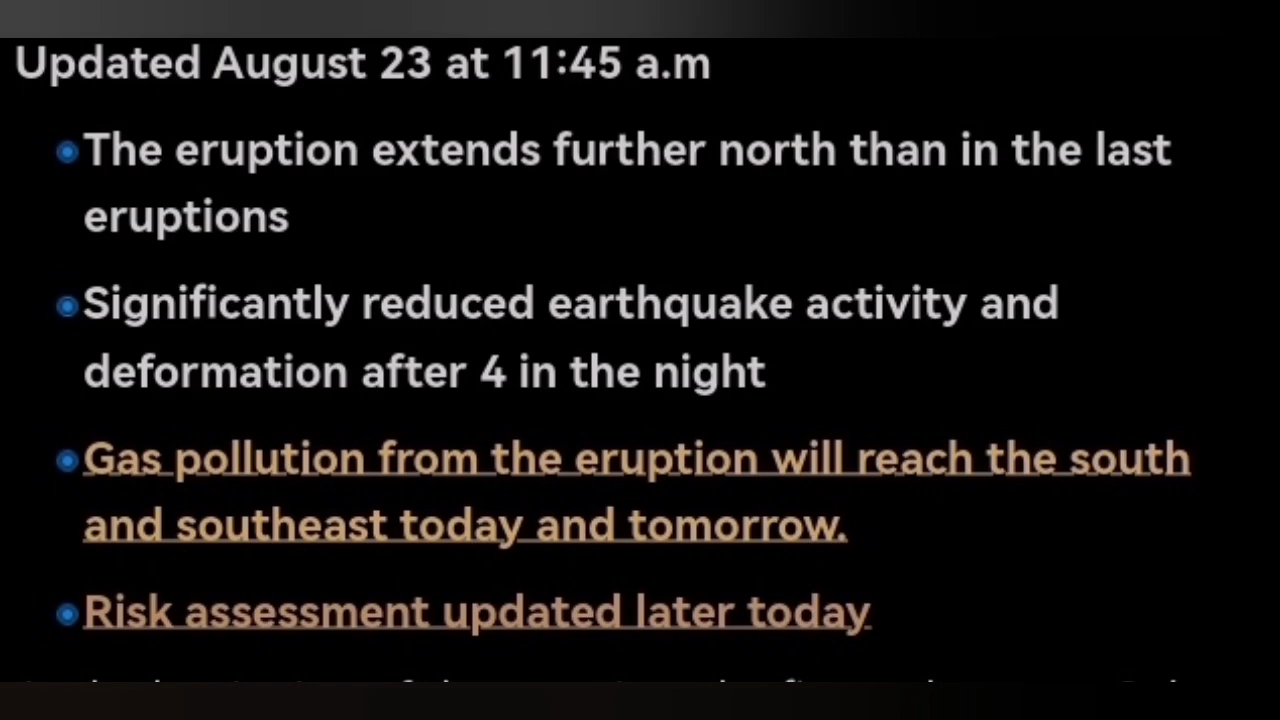 Updated August 23 at 11:45 a.m
The eruption extends further north than in the last
eruptions
Significantly reduced earthquake activity and
deformation after 4 in the night
Gas pollution from the eruption will reach the south
and southeast today and tomorrow.
Risk assessment updated later today